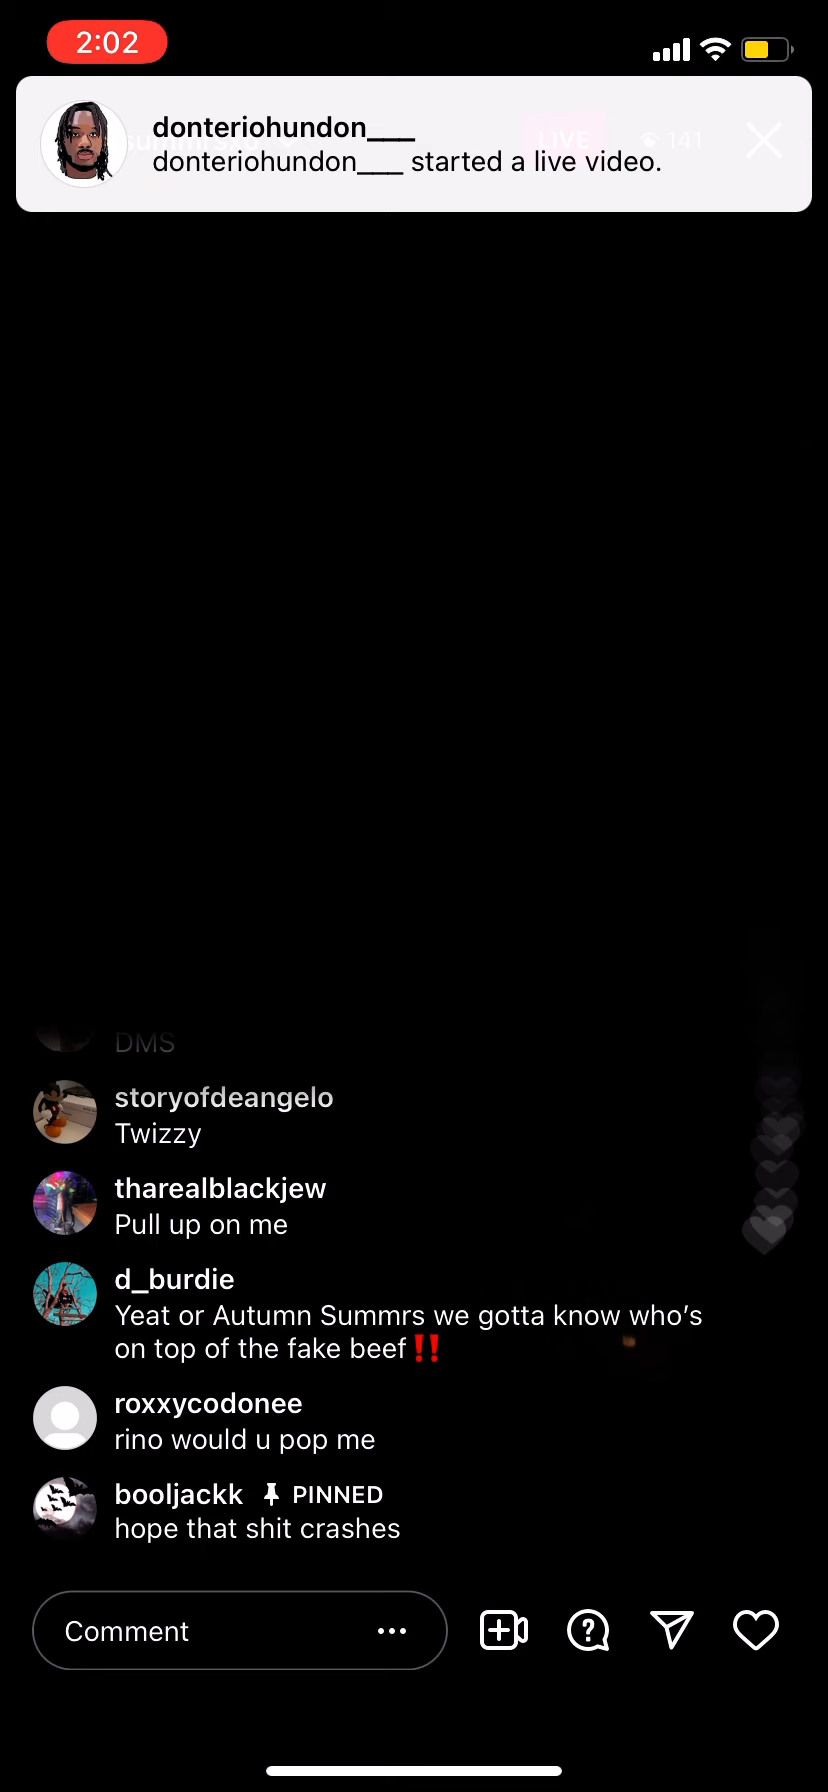 2:02
donteriohundon___
donteriohundon___ started a live video.
LIVE
141
DMS
storyofdeangelo
Twizzy
tharealblackjew
Pull up on me
d_burdie
Yeat or Autumn Summrs we gotta know who’s
on top of the fake beef‼️
roxxycodonee
rino would u pop me
booljackk PINNED
hope that shit crashes
Comment